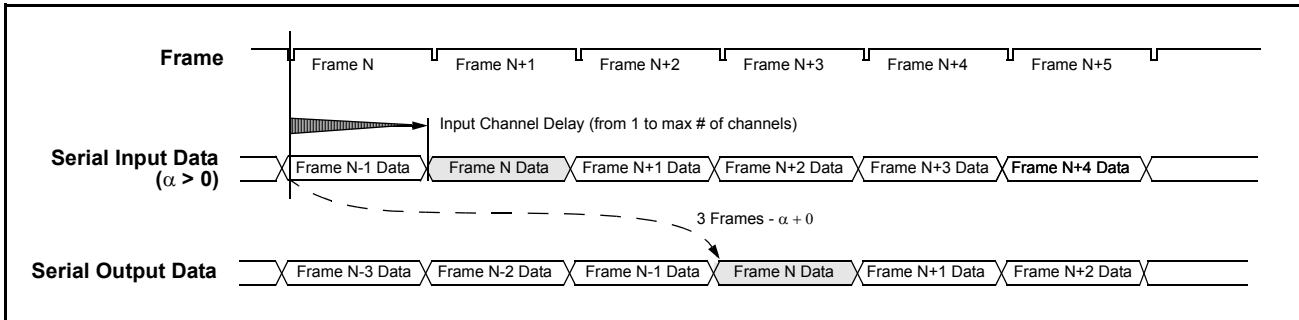 Frame
Frame N Frame N+1 Frame N+2 Frame N+3 Frame N+4 Frame N+5
Input Channel Delay (from 1 to max # of channels)
Serial Input Data
(α > 0)
Frame N-1 Data Frame N Data Frame N+1 Data Frame N+2 Data Frame N+3 Data Frame N+4 Data
3 Frames - α + 0
Serial Output Data
Frame N-3 Data Frame N-2 Data Frame N-1 Data Frame N Data Frame N+1 Data Frame N+2 Data